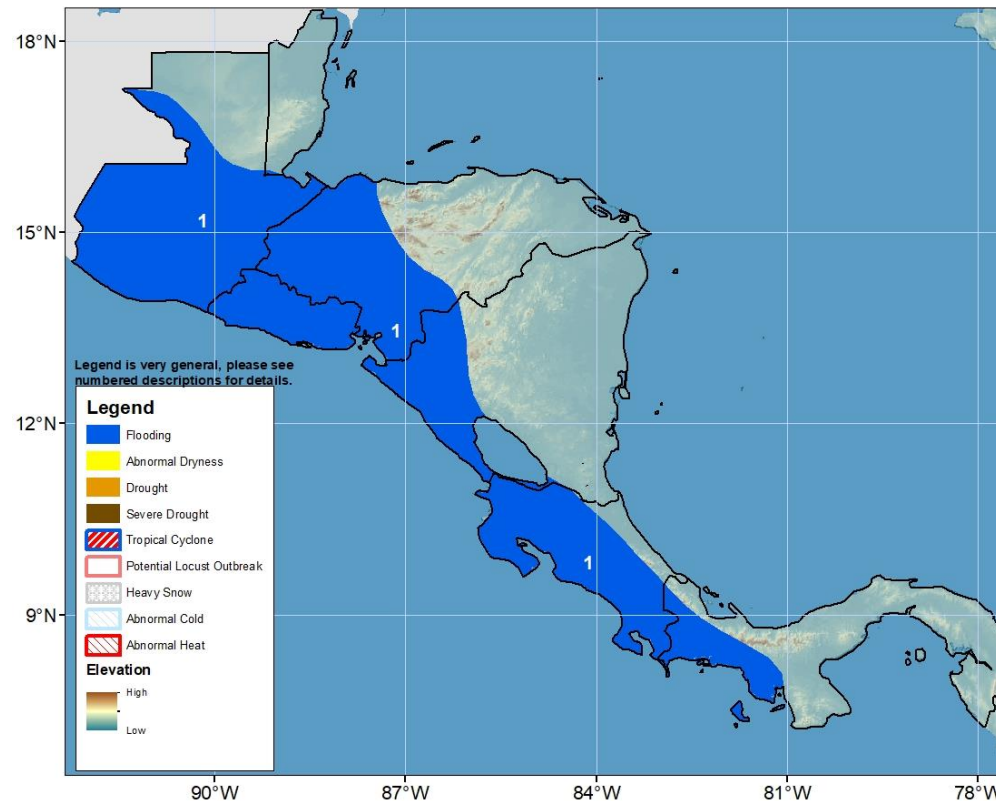 18°N
15°N
12°N
9°N
1
1
1
Legend is very general, please see
numbered descriptions for details.
Legend
Flooding
Abnormal Dryness
Drought
Severe Drought
Tropical Cyclone
Potential Locust Outbreak
Heavy Snow
Abnormal Cold
Abnormal Heat
Elevation
High
Low
90°W 87°W 84°W 81°W 78°W